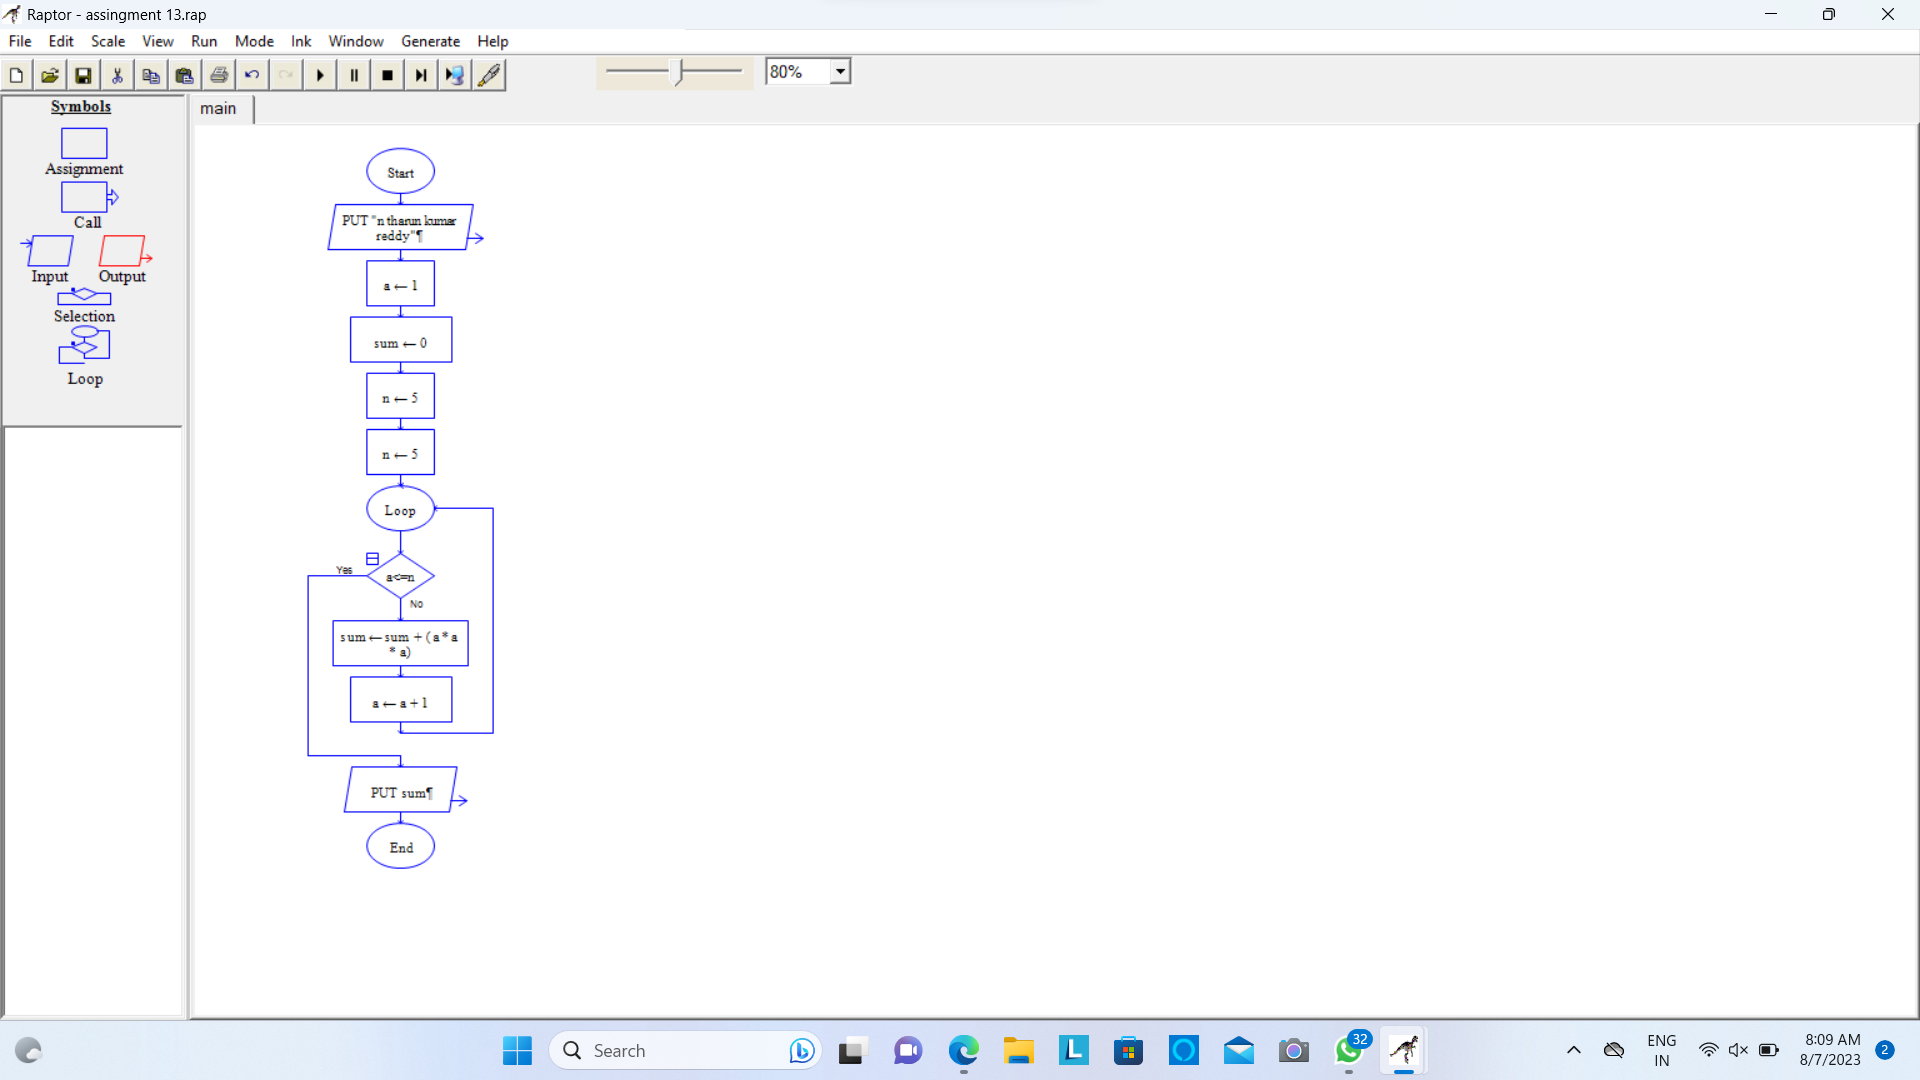 Raptor - assingment 13.rap
File Edit Scale View Run Mode Ink Window Generate Help
80%
Symbols
main
Assignment
Call
Input Output
Selection
Loop
Start
PUT "n tharun kumar
reddy"¶
a ← 1
sum ← 0
n ← 5
n ← 5
Loop
Yes
a<=n
No
sum ← sum + (a * a
* a)
a ← a + 1
PUT sum¶
End
Search
L
32
ENG
IN
8:09 AM
8/7/2023
2